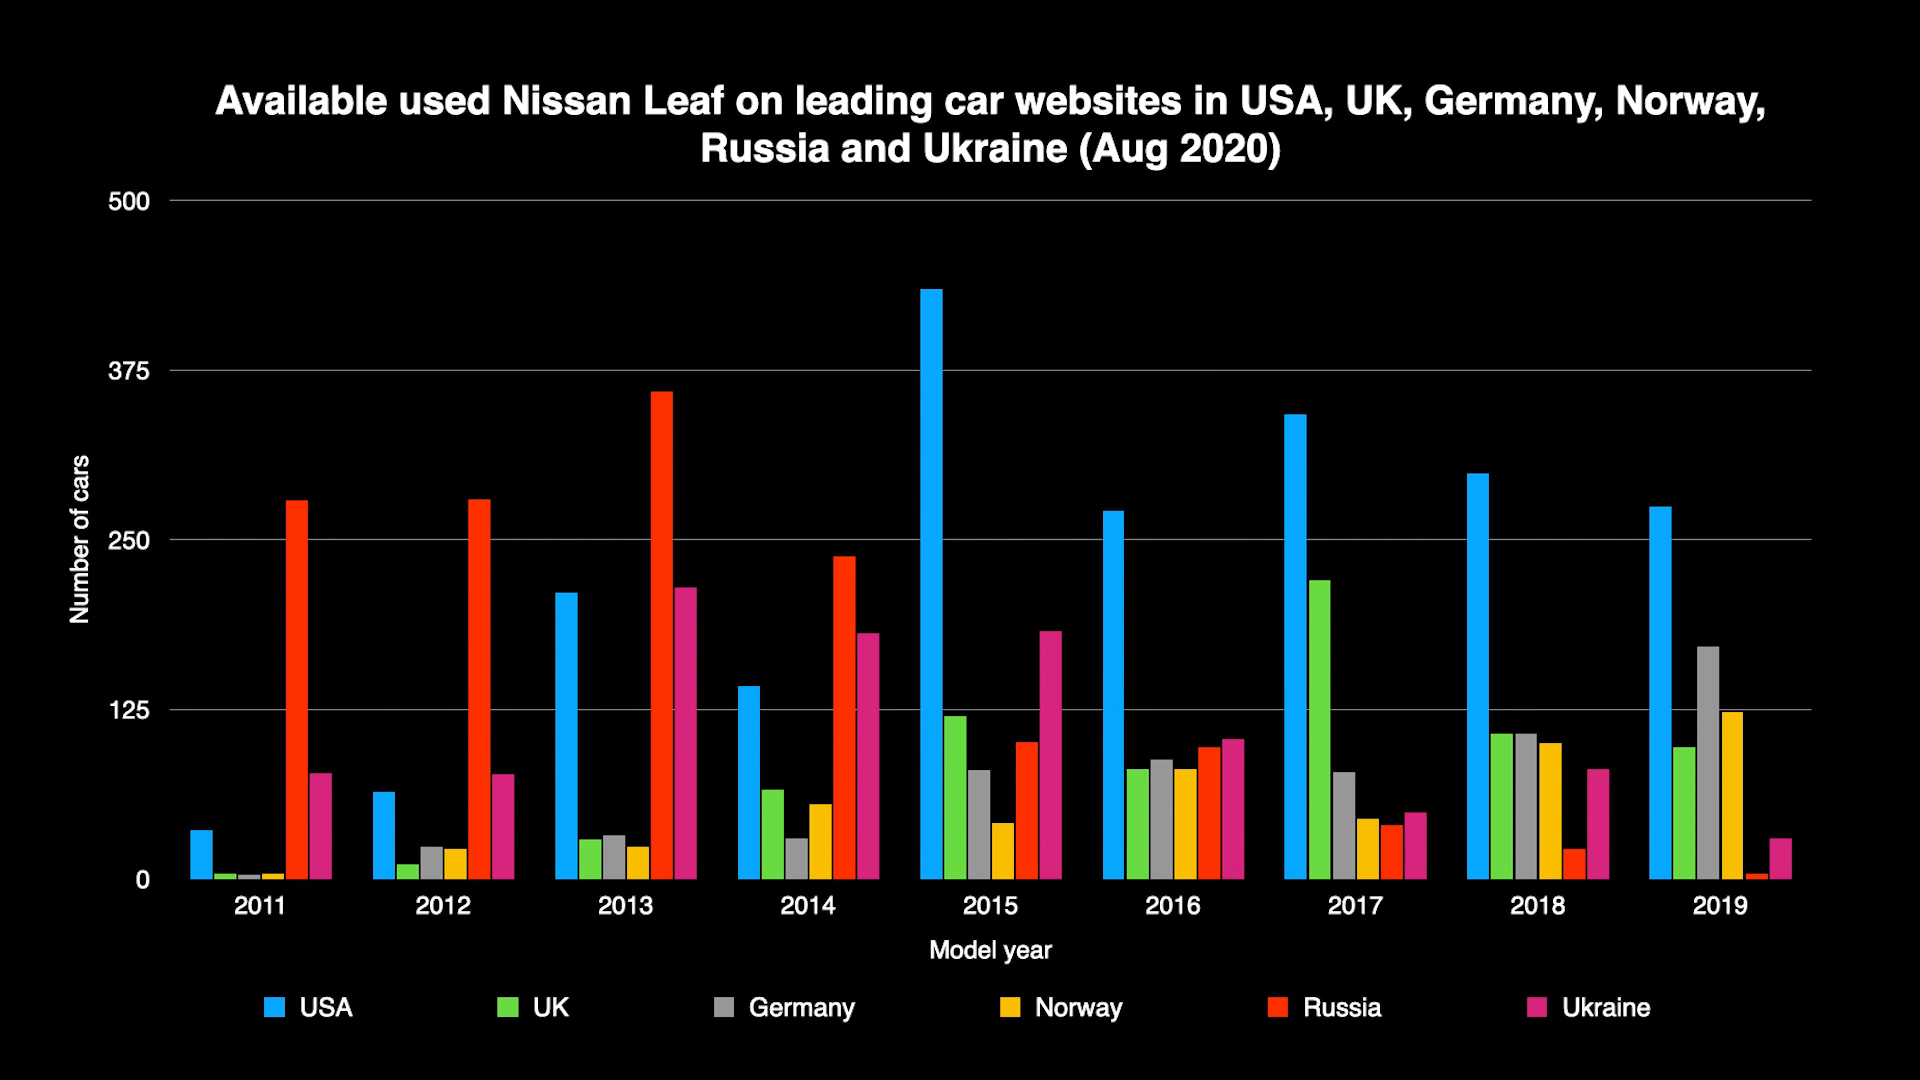 Available used Nissan Leaf on leading car websites in USA, UK, Germany, Norway,
Russia and Ukraine (Aug 2020)
500
375
250
125
0
Number of cars
2011 2012 2013 2014 2015 2016 2017 2018 2019
Model year
USA UK Germany Norway Russia Ukraine